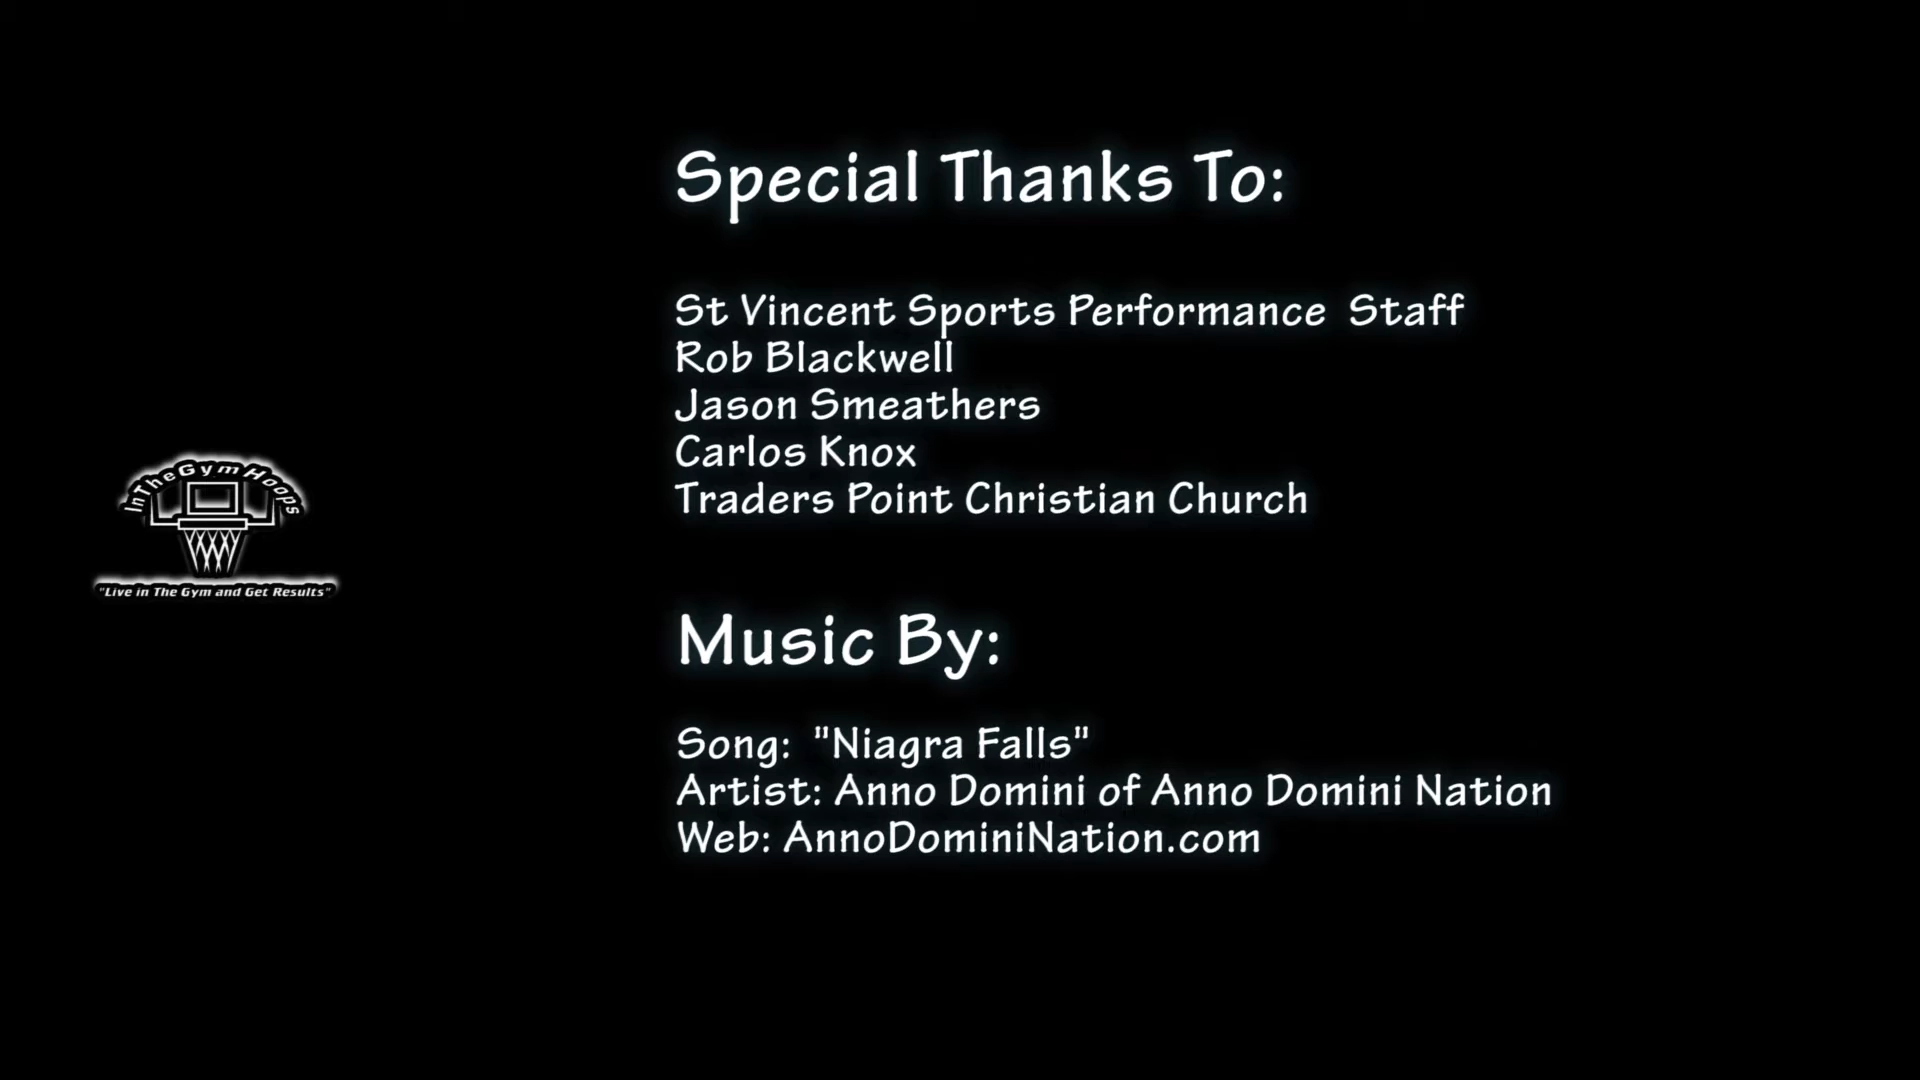 Special Thanks To:
St Vincent Sports Performance  Staff
Rob Blackwell
Jason Smeathers
Carlos Knox
Traders Point Christian Church
InTheGymHoops
"Live in The Gym and Get Results"
Music By:
Song:  "Niagra Falls"
Artist: Anno Domini of Anno Domini Nation
Web: AnnoDominiNation.com